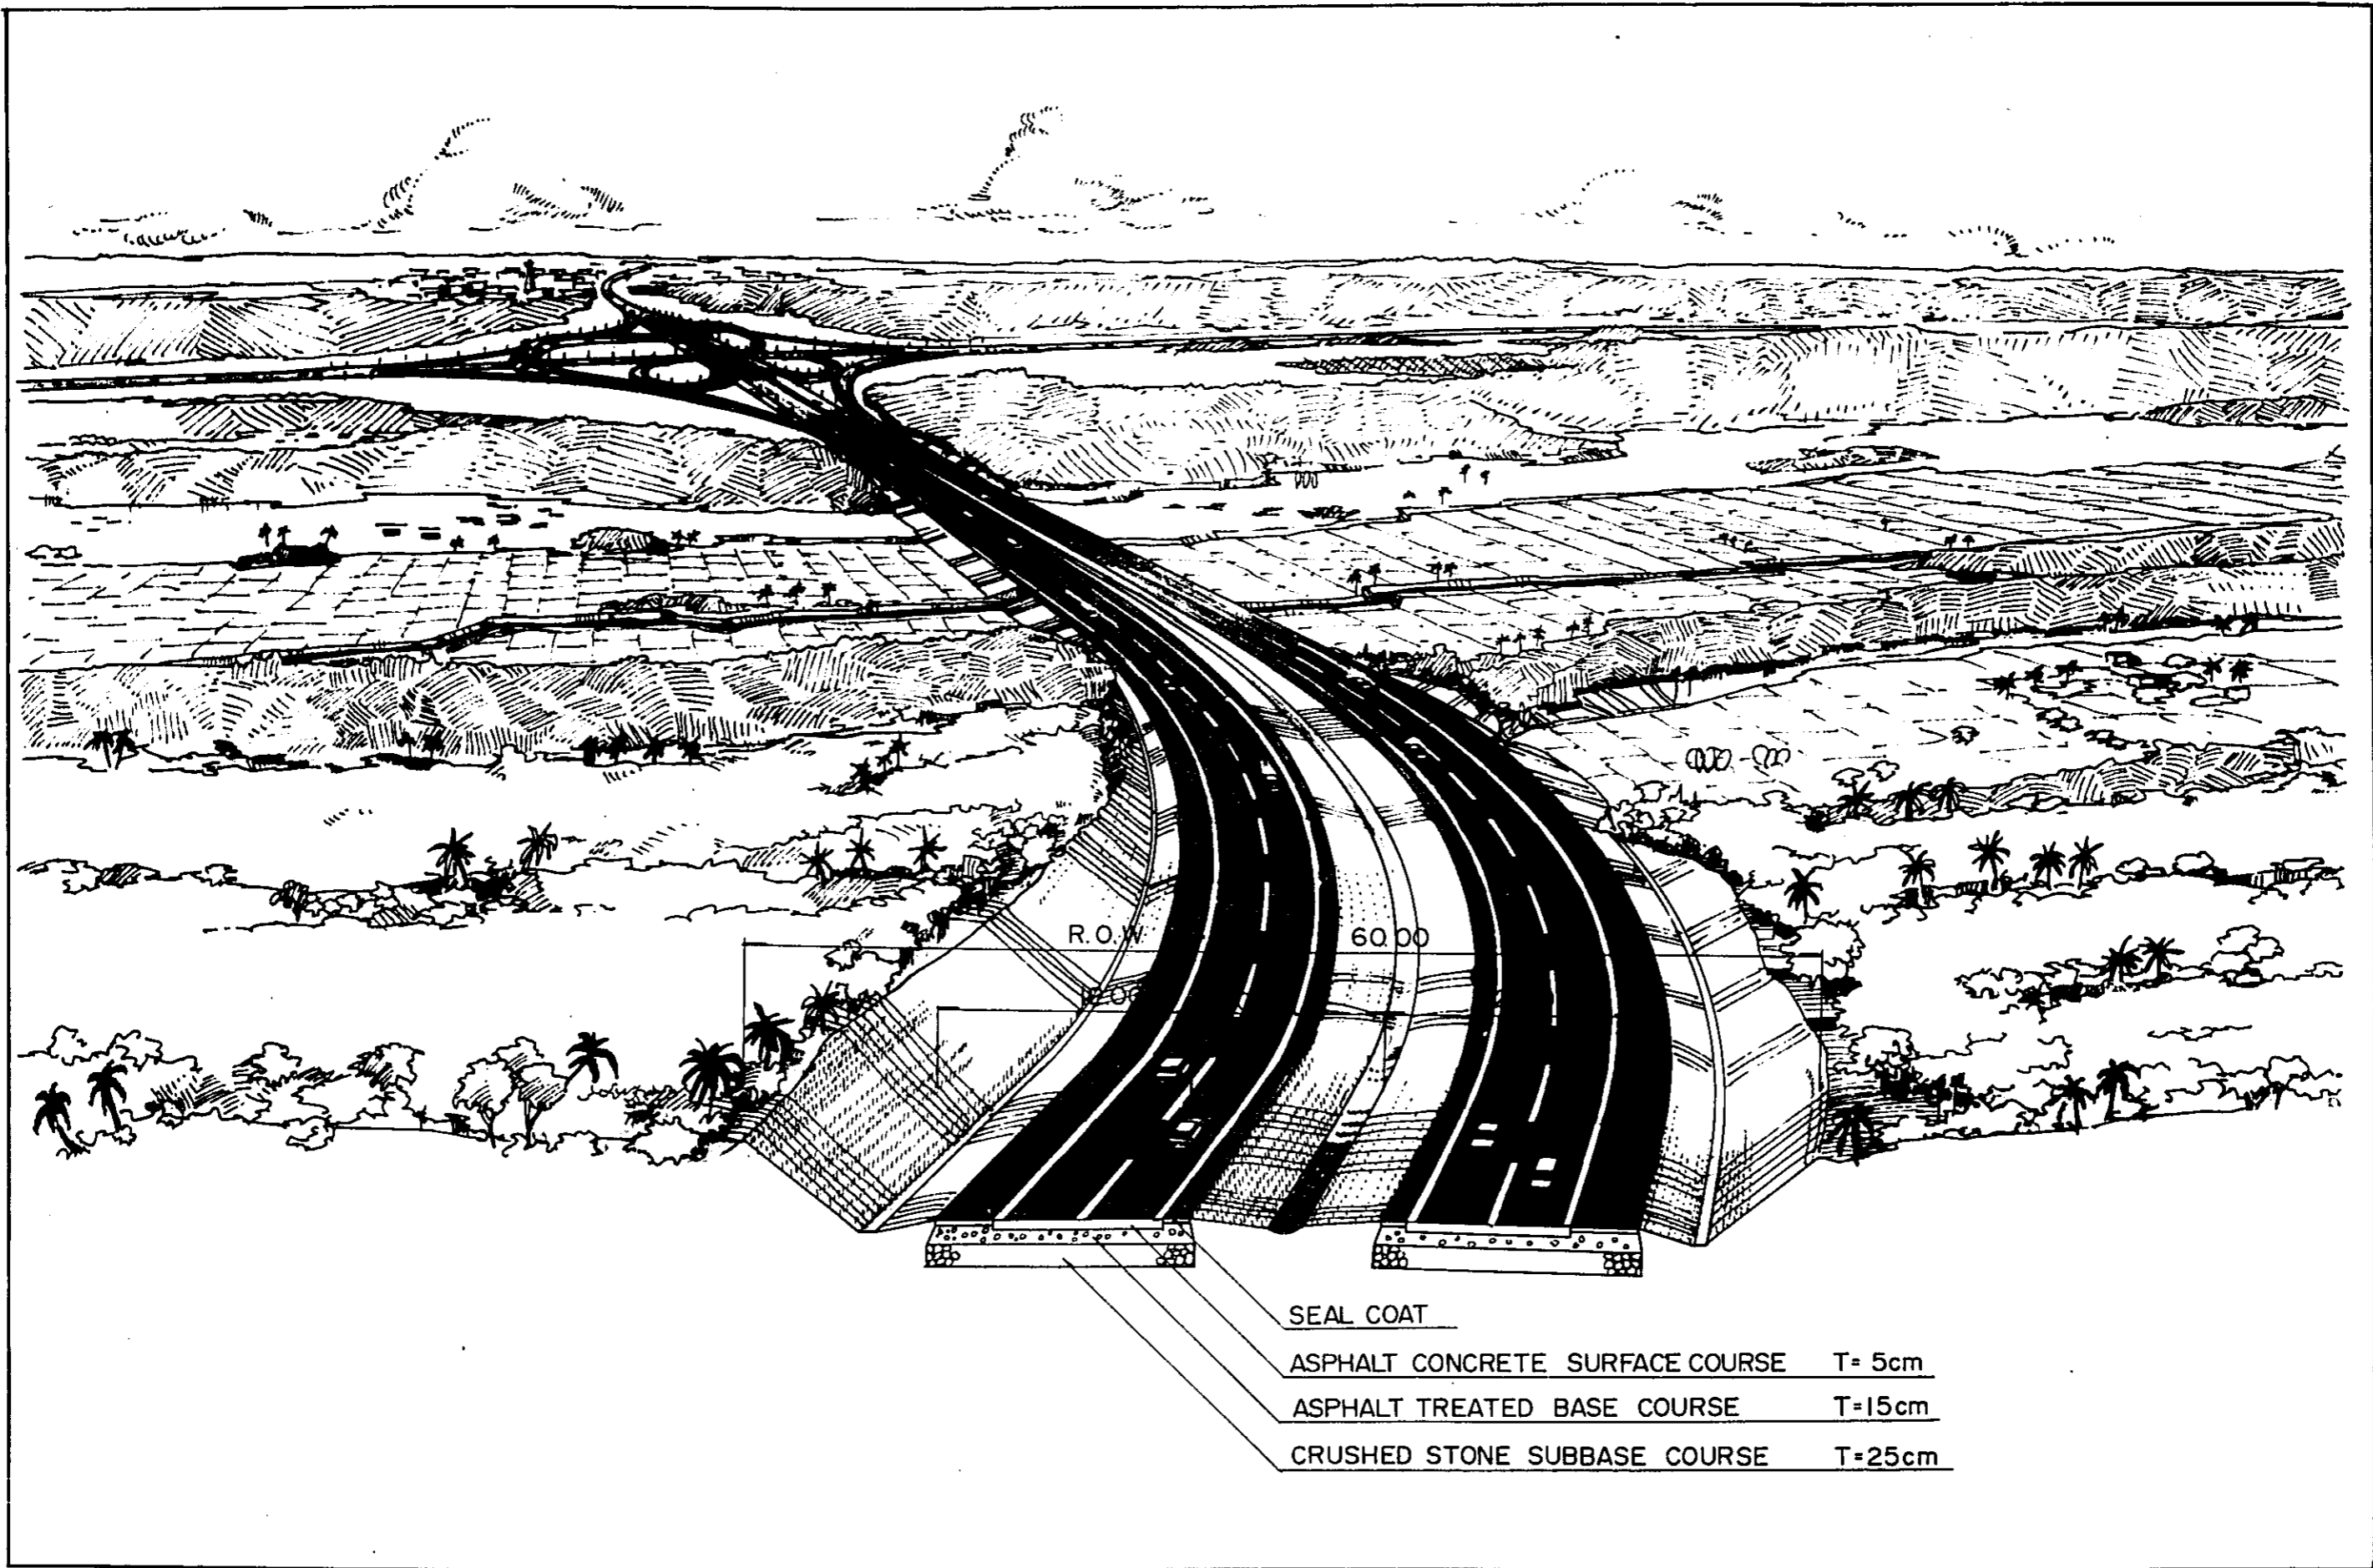 R.O.W. 60.00
SEAL COAT
ASPHALT CONCRETE SURFACE COURSE T= 5cm
ASPHALT TREATED BASE COURSE T=15cm
CRUSHED STONE SUBBASE COURSE T=25cm